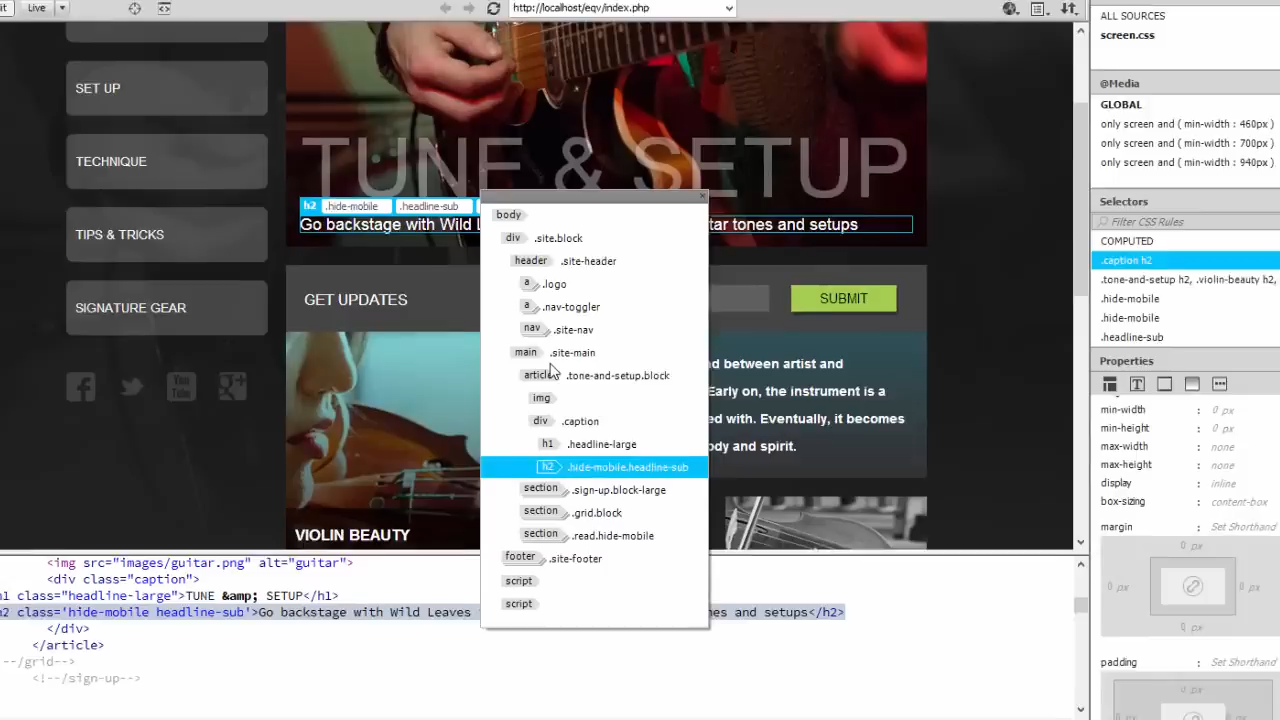 it Live http://localhost/eqv/index.php
SET UP
TECHNIQUE
TIPS & TRICKS
SIGNATURE GEAR
You
Tube
TUNE & SETUP
h2 .hide-mobile .headline-sub
Go backstage with Wild L
tar tones and setups
GET UPDATES
SUBMIT
d between artist and
Early on, the instrument is a
ed with. Eventually, it becomes
ody and spirit.
VIOLIN BEAUTY
body
div .site.block
header .site-header
a .logo
a .nav-toggler
nav .site-nav
main .site-main
article .tone-and-setup.block
img
div .caption
h1 .headline-large
h2 .hide-mobile.headline-sub
section .sign-up.block-large
section .grid.block
section .read.hide-mobile
footer .site-footer
script
script
<img src="images/guitar.png" alt="guitar">
<div class="caption">
h1 class="headline-large">TUNE &amp; SETUP</h1>
h2 class='hide-mobile headline-sub'>Go backstage with Wild Leaves
nes and setups</h2>
</div>
</article>
--/grid-->
<!--/sign-up-->
ALL SOURCES
screen.css
@Media
GLOBAL
only screen and ( min-width : 460px )
only screen and ( min-width : 700px )
only screen and ( min-width : 940px )
Selectors
Filter CSS Rules
COMPUTED
.caption h2
.tone-and-setup h2, .violin-beauty h2,
.hide-mobile
.hide-mobile
.headline-sub
Properties
min-width : 0 px
min-height : 0 px
max-width : none
max-height : none
display : inline
box-sizing : content-box
margin : Set Shorthand
0 px
0 px 0 px
0 px
padding : Set Shorthand
0 px